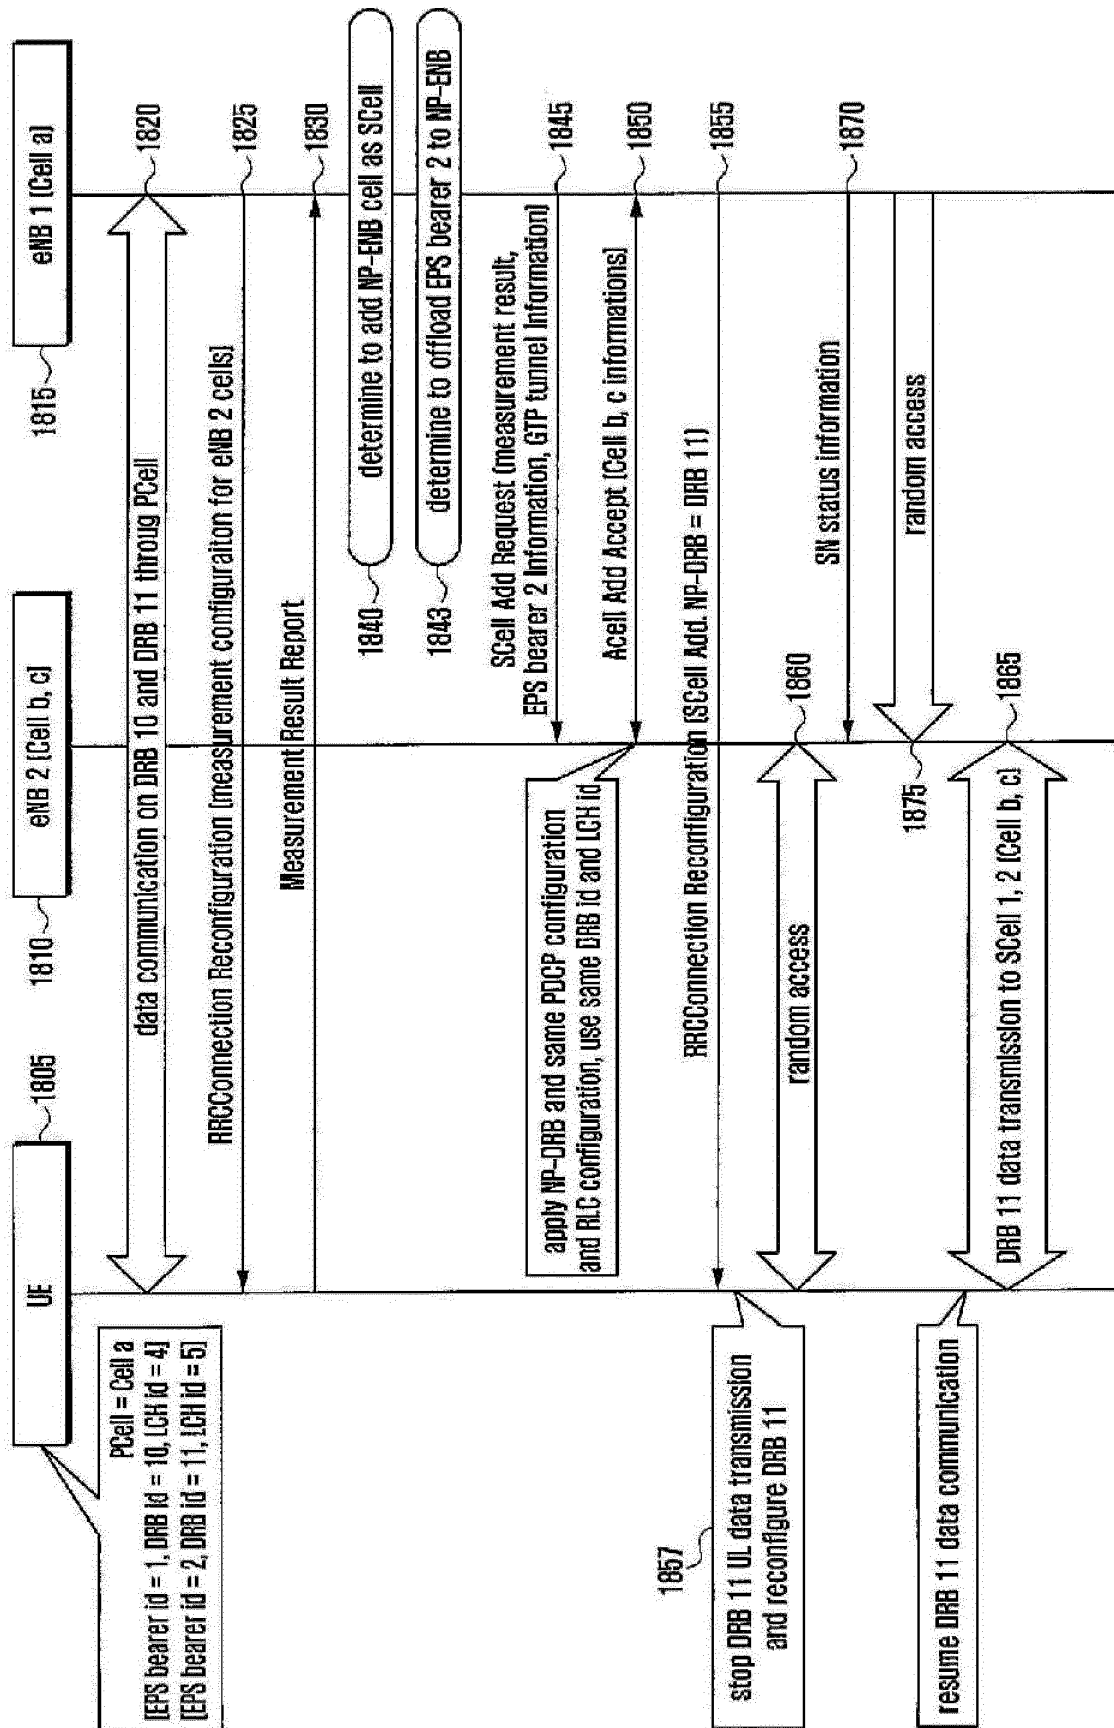 UE
1805
eNB 2 (Cell b, c)
1810
eNB 1 (Cell a)
1815
PCell = Cell a
[EPS bearer id = 1, DRB id = 10, LCH id = 4]
[EPS bearer id = 2, DRB id = 11, LCH id = 5]
data communication on DRB 10 and DRB 11 throug PCell
1820
RRCConnection Reconfiguration (measurement configuraiton for eNB 2 cells)
1825
Measurement Result Report
1830
1840
determine to add NP-ENB cell as SCell
1843
determine to offload EPS bearer 2 to NP-ENB
SCell Add Request (measurement result,
EPS bearer 2 Information, GTP tunnel Information)
1845
apply NP-DRB and same PDCP configuration
and RLC configuration, use same DRB id and LCH id
Acell Add Accept (Cell b, c informations)
1850
RRCConnection Reconfiguration (SCell Add. NP-DRB = DRB 11)
1855
1857
stop DRB 11 UL data transmission
and reconfigure DRB 11
random access
1860
SN status information
1870
random access
1875
resume DRB 11 data communication
DRB 11 data transmission to SCell 1, 2 (Cell b, c)
1865